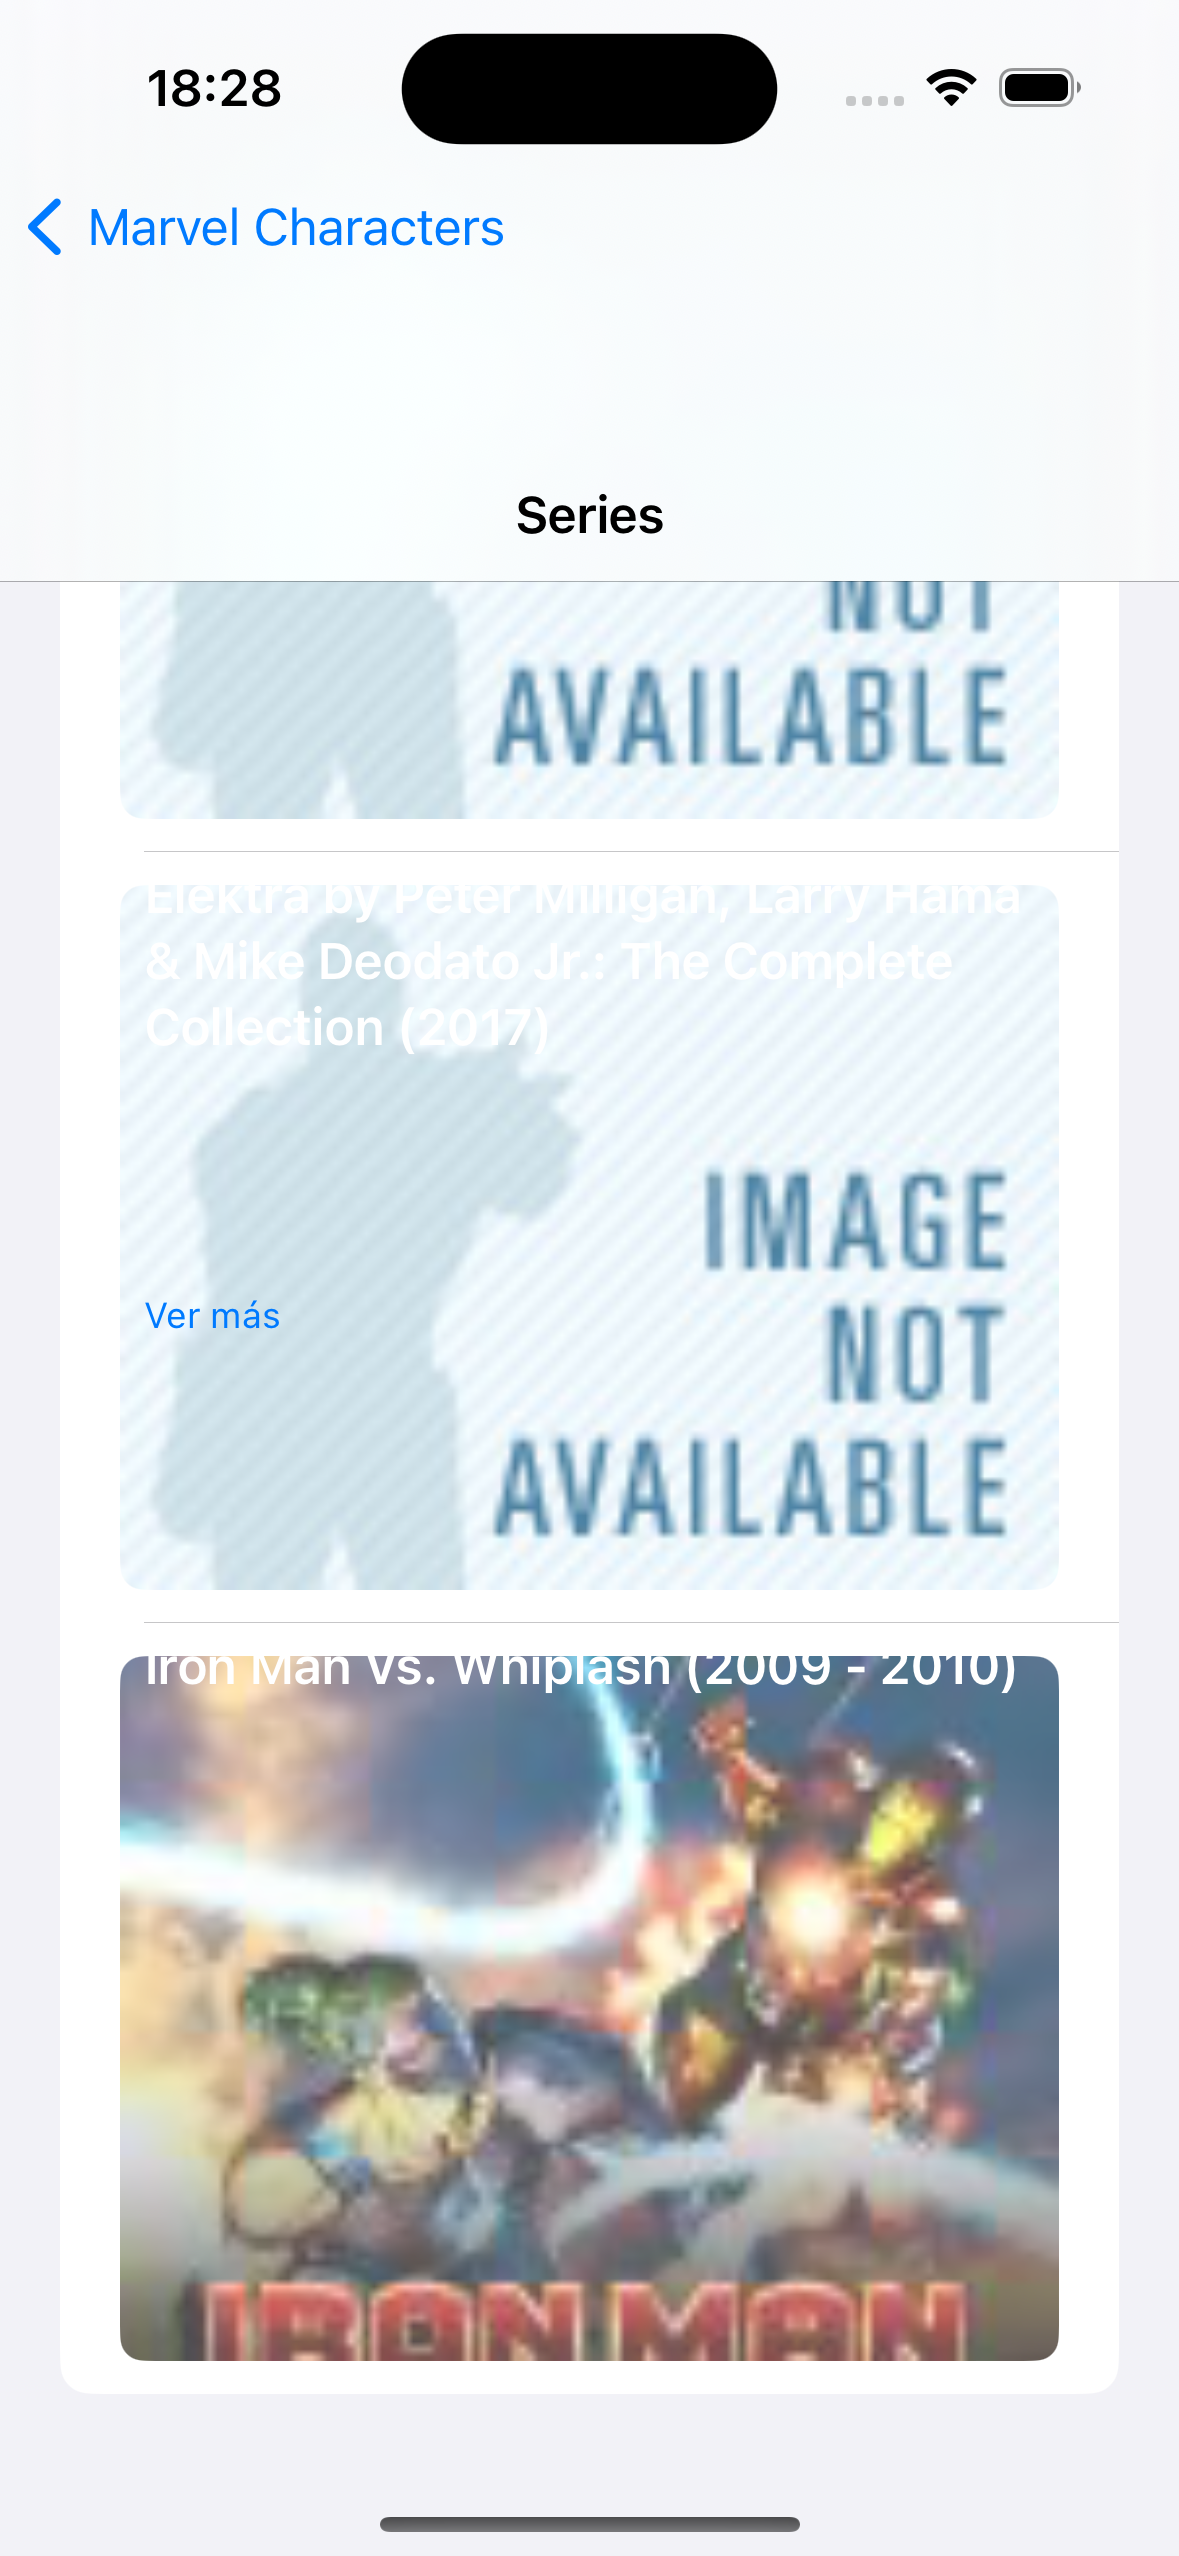 18:28
Marvel Characters
Series
NOT
AVAILABLE
Elektra by Peter Milligan, Larry Hama
& Mike Deodato Jr.: The Complete
Collection (2017)
IMAGE
NOT
AVAILABLE
Ver más
Iron Man Vs. Whiplash (2009 - 2010)
IRON MAN